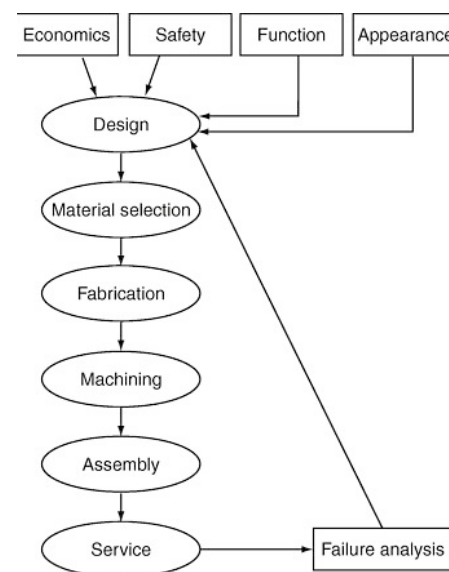 Economics
Safety
Function
Appearance
Design
Material selection
Fabrication
Machining
Assembly
Service
Failure analysis